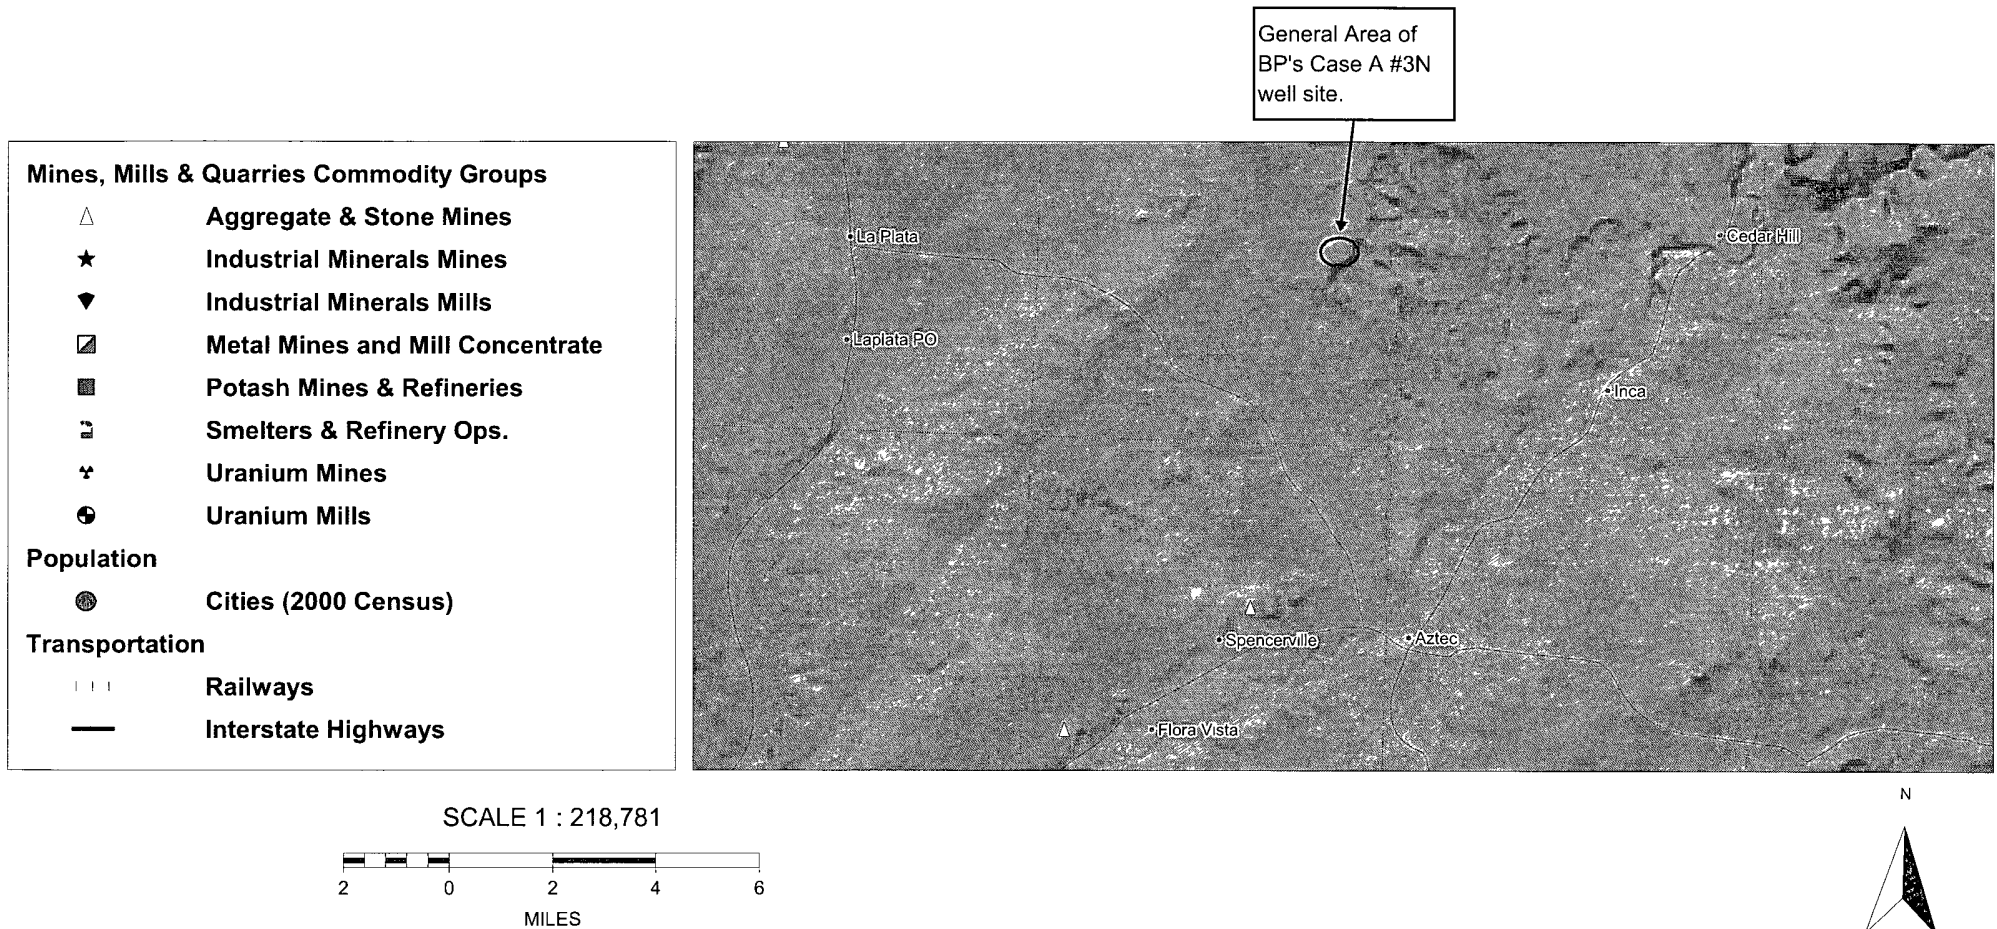 General Area of
BP's Case A #3N
well site.
Mines, Mills & Quarries Commodity Groups
Aggregate & Stone Mines
Industrial Minerals Mines
Industrial Minerals Mills
Metal Mines and Mill Concentrate
Potash Mines & Refineries
Smelters & Refinery Ops.
Uranium Mines
Uranium Mills
Population
Cities (2000 Census)
Transportation
Railways
Interstate Highways
La Plata
Cedar Hill
Laplata PO
Inca
Spencerville
Aztec
Flora Vista
SCALE 1 : 218,781
2 0 2 4 6
MILES
N